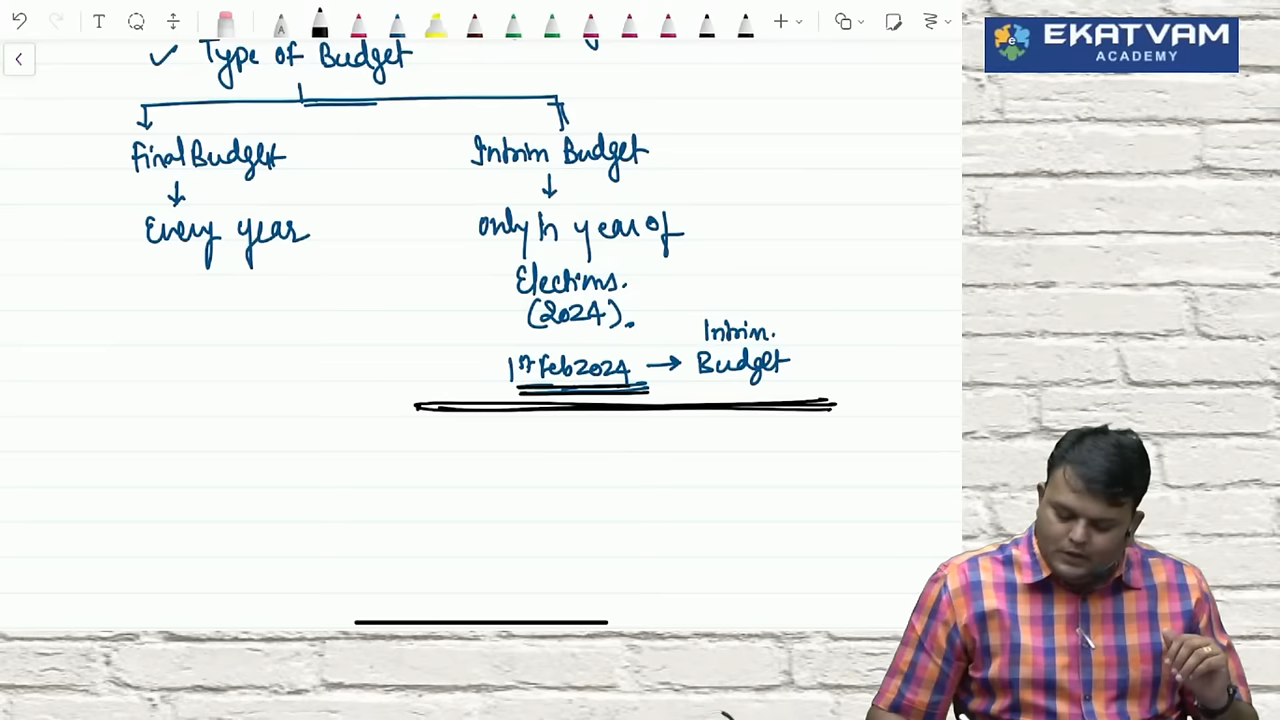 EKATVAM
ACADEMY
✓ Type of Budget
Final Budget
Intrim Budget
Every year
only in year of
Elections.
(2024).
1st Feb 2024 → Intrim.
Budget